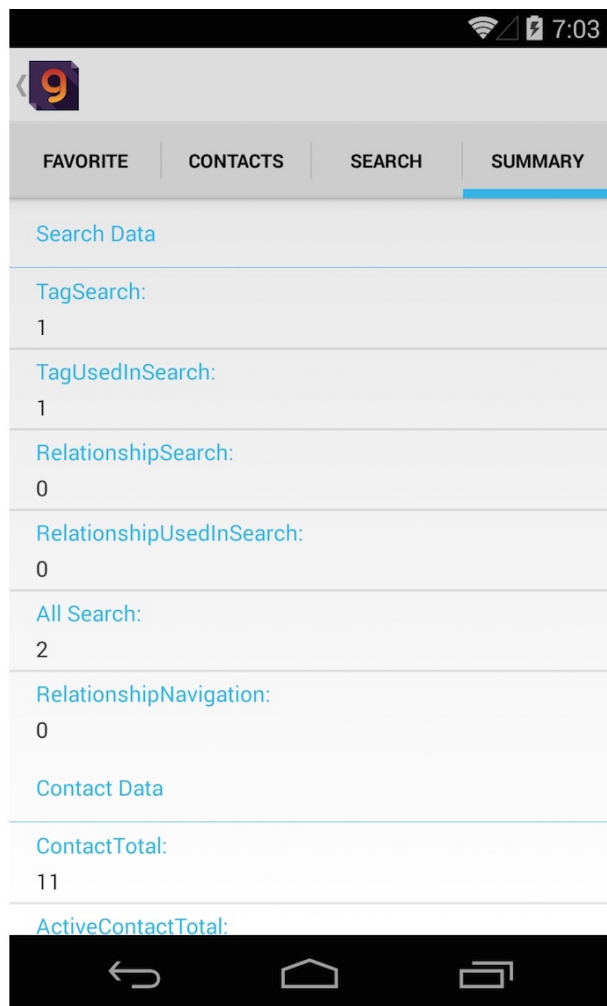 7:03
9
FAVORITE CONTACTS SEARCH SUMMARY
Search Data
TagSearch:
1
TagUsedInSearch:
1
RelationshipSearch:
0
RelationshipUsedInSearch:
0
All Search:
2
RelationshipNavigation:
0
Contact Data
ContactTotal:
11
ActiveContactTotal: